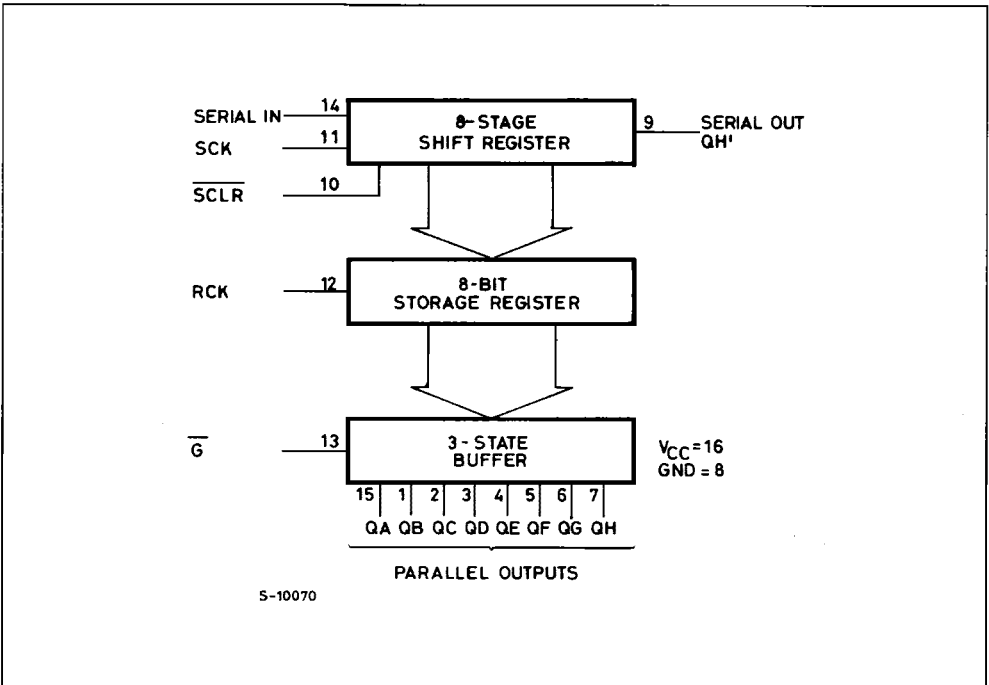 SERIAL IN 14
SCK 11
SCLR 10
8-STAGE
SHIFT REGISTER
9 SERIAL OUT
QH'
RCK 12
8-BIT
STORAGE REGISTER
G 13
3-STATE
BUFFER
VCC=16
GND=8
15 1 2 3 4 5 6 7
QA QB QC QD QE QF QG QH
PARALLEL OUTPUTS
S-10070